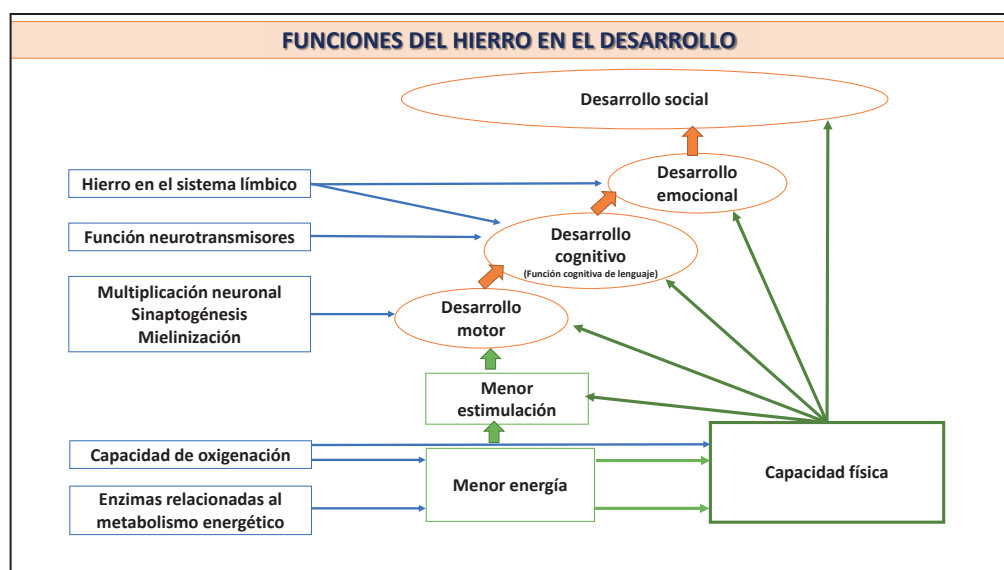 FUNCIONES DEL HIERRO EN EL DESARROLLO
Desarrollo social
Hierro en el sistema límbico
Desarrollo
emocional
Función neurotransmisores
Desarrollo
cognitivo
(Función cognitiva de lenguaje)
Multiplicación neuronal
Sinaptogénesis
Mielinización
Desarrollo
motor
Menor
estimulación
Capacidad de oxigenación
Menor energía
Capacidad física
Enzimas relacionadas al
metabolismo energético